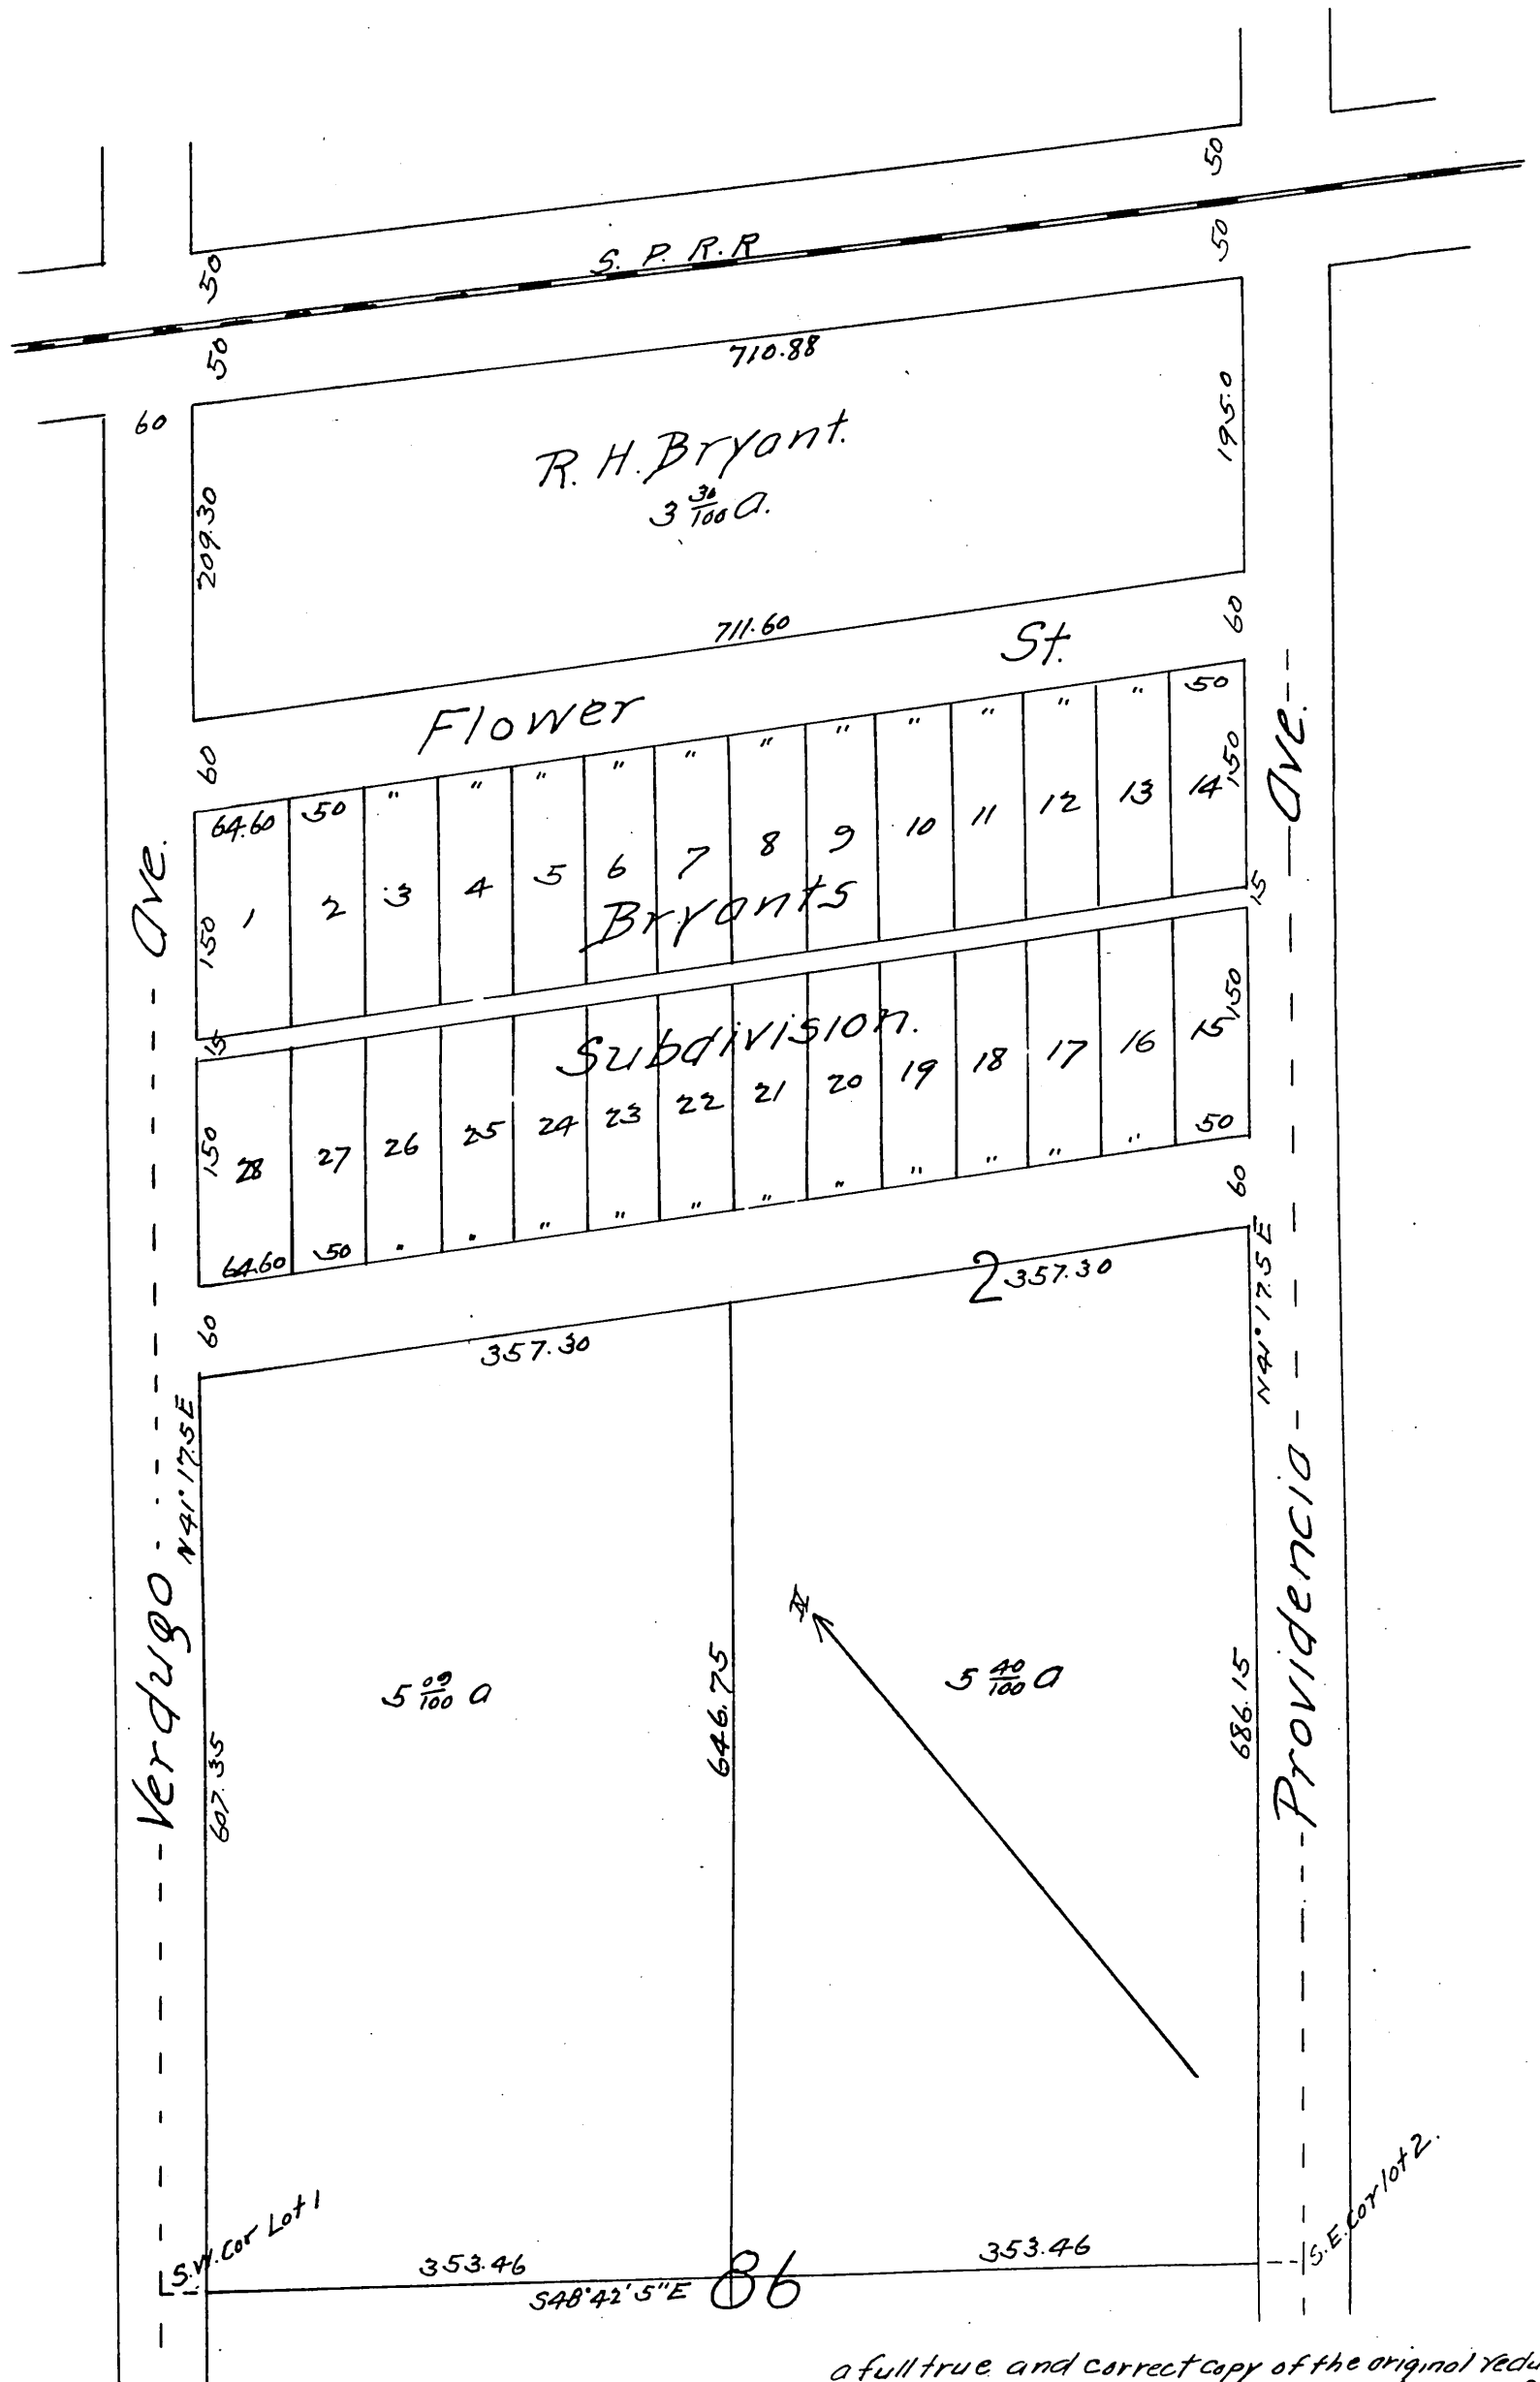 50
S. P. R. R
50
50
50
710.88
60
R. H. Bryant.
3 30/100 a.
209.30
195.0
711.60
Flower St.
60
60
64.60 50 " " " " " " " " " " " 50
1 2 3 4 5 6 7 8 9 10 11 12 13 14
150
150
Bryants
15
15
Subdivision.
28 27 26 25 24 23 22 21 20 19 18 17 16 15
150
150
64.60 50 . . " " " " " " " " " 50
60
60
2
357.30
357.30
N41°17.5E
N41°17.5E
Verdugo Ave.
Providencia Ave.
N
5 09/100 a
5 40/100 a
607.35
646.75
686.15
S.W. Cor Lot 1
S.E. Cor lot 2.
353.46
353.46
S48°42'5"E
86
a full true and correct copy of the original